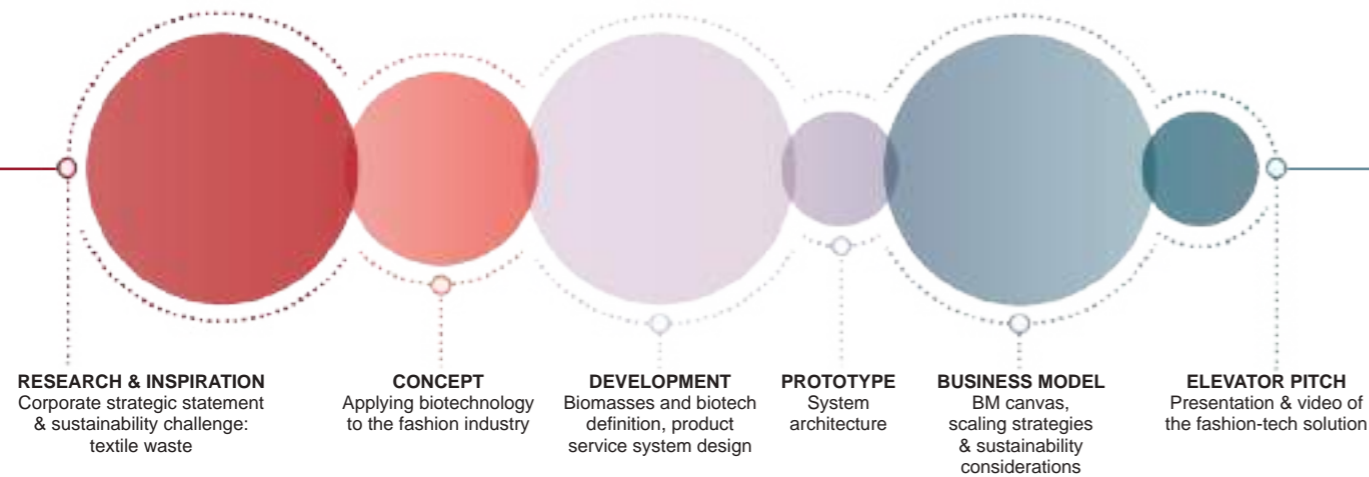 RESEARCH & INSPIRATION
Corporate strategic statement
& sustainability challenge:
textile waste
CONCEPT
Applying biotechnology
to the fashion industry
DEVELOPMENT
Biomasses and biotech
definition, product
service system design
PROTOTYPE
System
architecture
BUSINESS MODEL
BM canvas,
scaling strategies
& sustainability
considerations
ELEVATOR PITCH
Presentation & video of
the fashion-tech solution